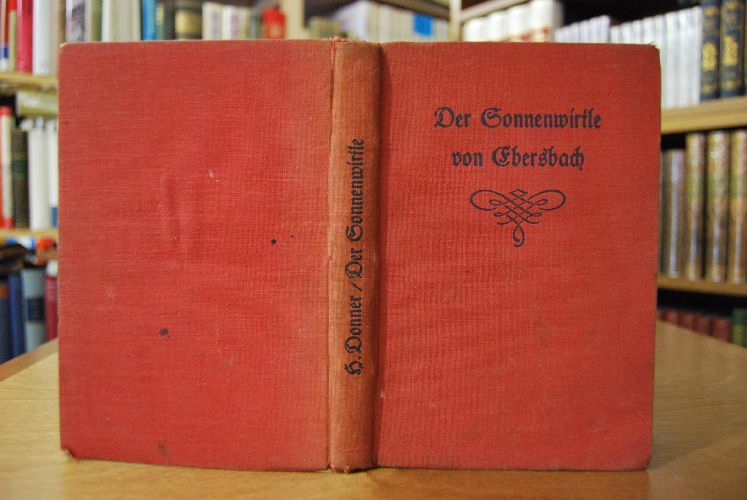 Der Sonnenwirtle
von Ebersbach
H. Donner / Der Sonnenwirtle